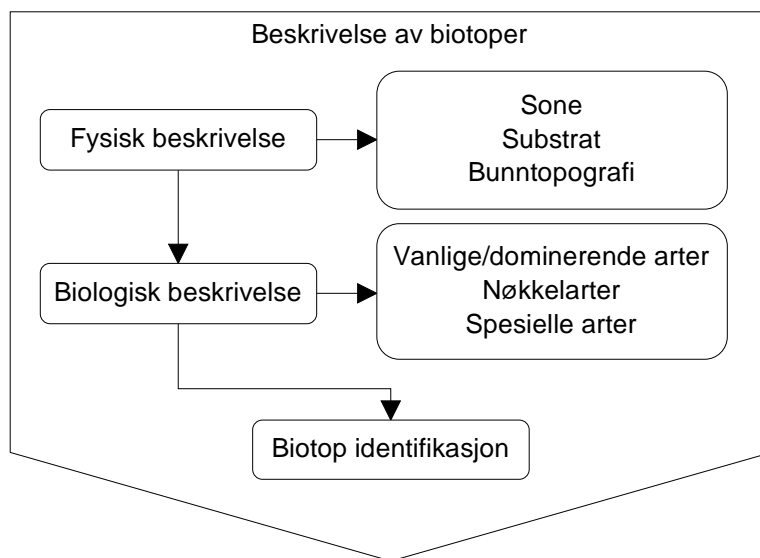 Beskrivelse av biotoper
Fysisk beskrivelse
Sone
Substrat
Bunntopografi
Biologisk beskrivelse
Vanlige/dominerende arter
Nøkkelarter
Spesielle arter
Biotop identifikasjon